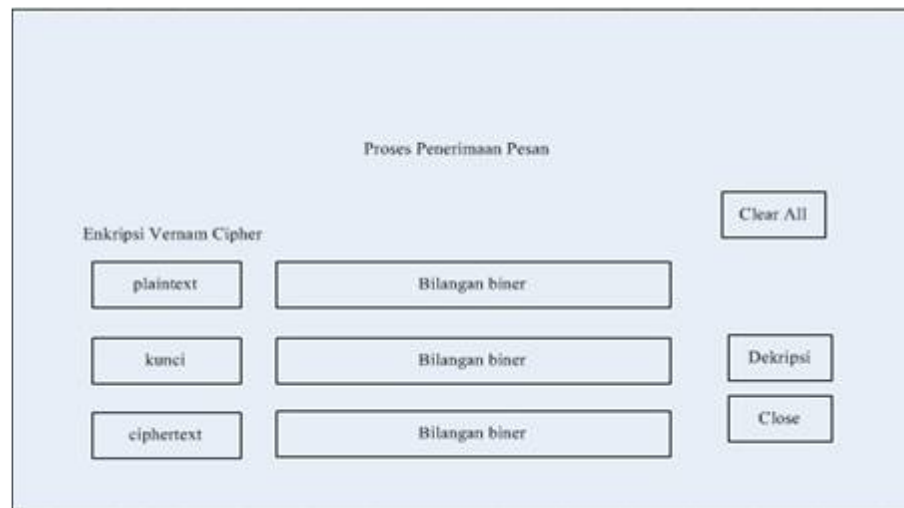 Proses Penerimaan Pesan
Clear All
Enkripsi Vernam Cipher
plaintext
Bilangan biner
kunci
Bilangan biner
Dekripsi
ciphertext
Bilangan biner
Close